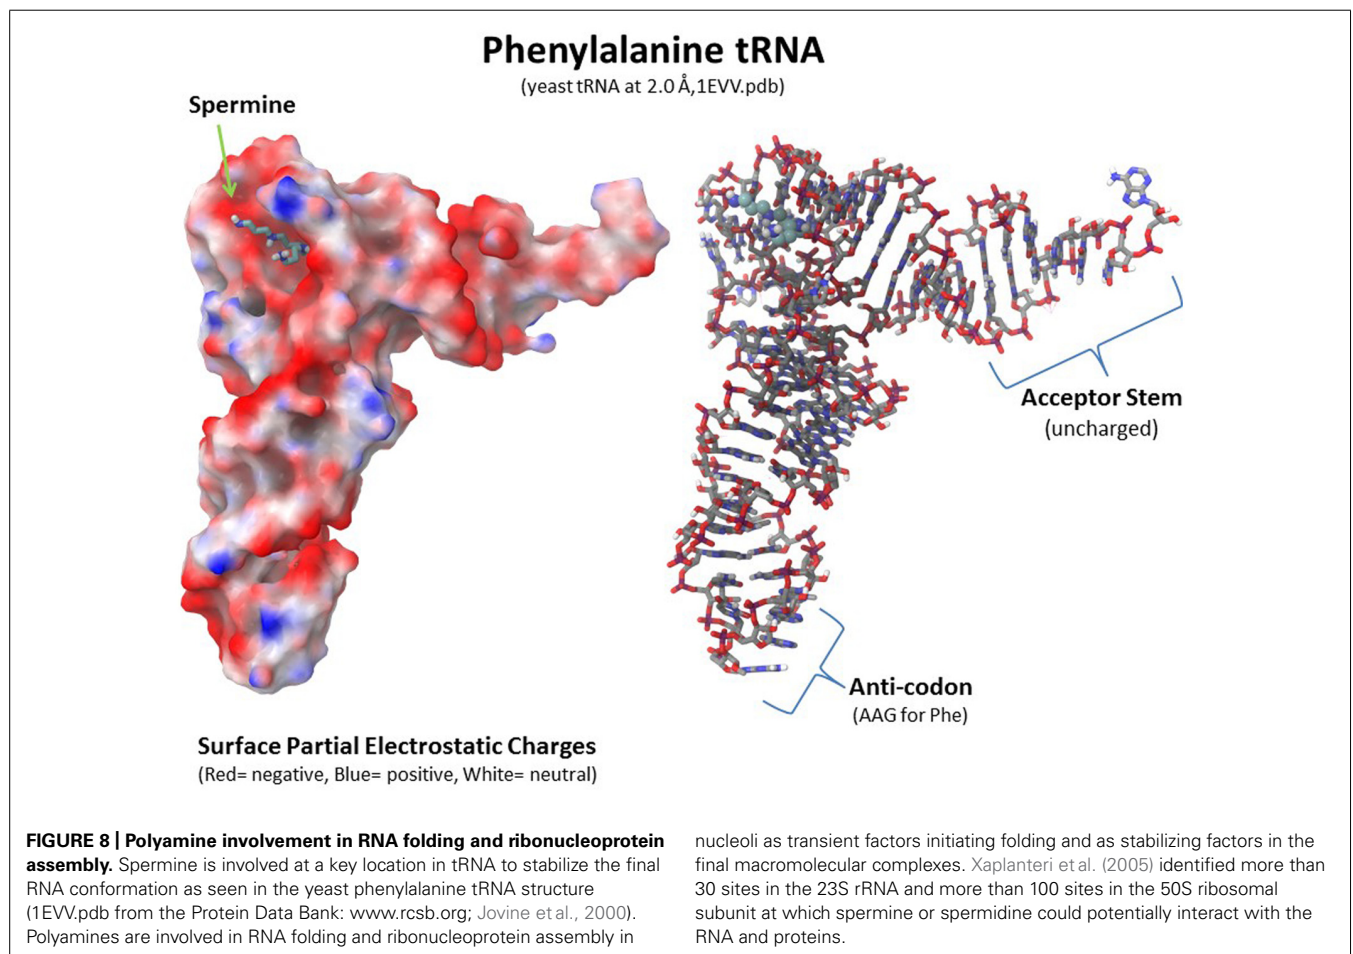 Phenylalanine tRNA
(yeast tRNA at 2.0 Å,1EVV.pdb)
Spermine
Acceptor Stem
(uncharged)
Anti-codon
(AAG for Phe)
Surface Partial Electrostatic Charges
(Red= negative, Blue= positive, White= neutral)
FIGURE 8 | Polyamine involvement in RNA folding and ribonucleoprotein
assembly. Spermine is involved at a key location in tRNA to stabilize the final
RNA conformation as seen in the yeast phenylalanine tRNA structure
(1EVV.pdb from the Protein Data Bank: www.rcsb.org; Jovine et al., 2000).
Polyamines are involved in RNA folding and ribonucleoprotein assembly in
nucleoli as transient factors initiating folding and as stabilizing factors in the
final macromolecular complexes. Xaplanteri et al. (2005) identified more than
30 sites in the 23S rRNA and more than 100 sites in the 50S ribosomal
subunit at which spermine or spermidine could potentially interact with the
RNA and proteins.